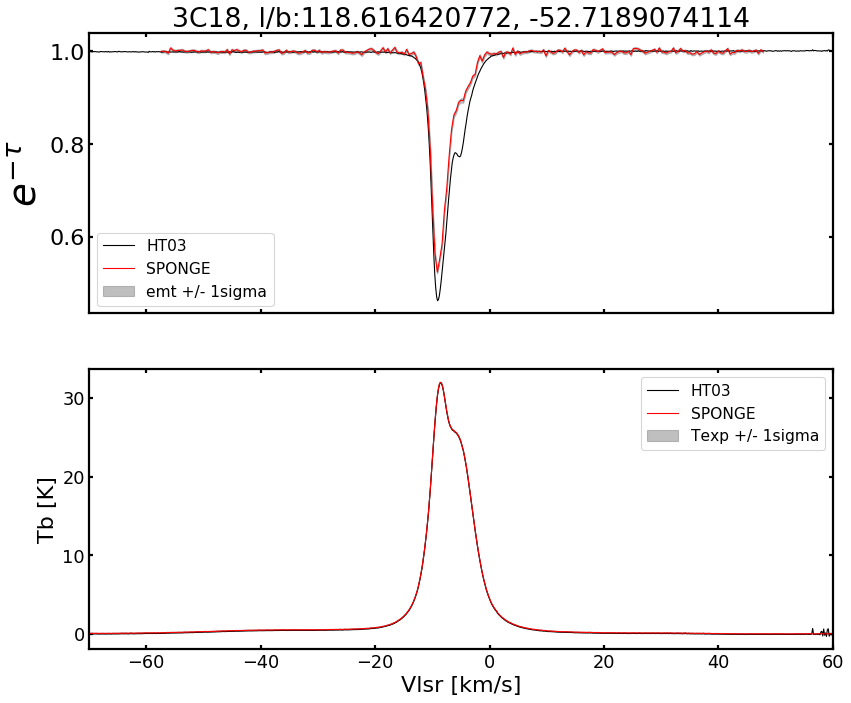 3C18, l/b:118.616420772, -52.7189074114
1.0
0.8
0.6
e^{-τ}
HT03
SPONGE
emt +/- 1sigma
30
20
10
0
Tb [K]
HT03
SPONGE
Texp +/- 1sigma
−60 −40 −20 0 20 40 60
Vlsr [km/s]